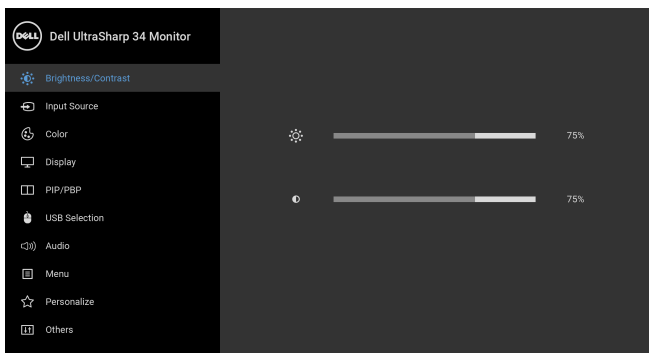 DELL
Dell UltraSharp 34 Monitor
Brightness/Contrast
Input Source
Color
75%
Display
PIP/PBP
75%
USB Selection
Audio
Menu
Personalize
Others